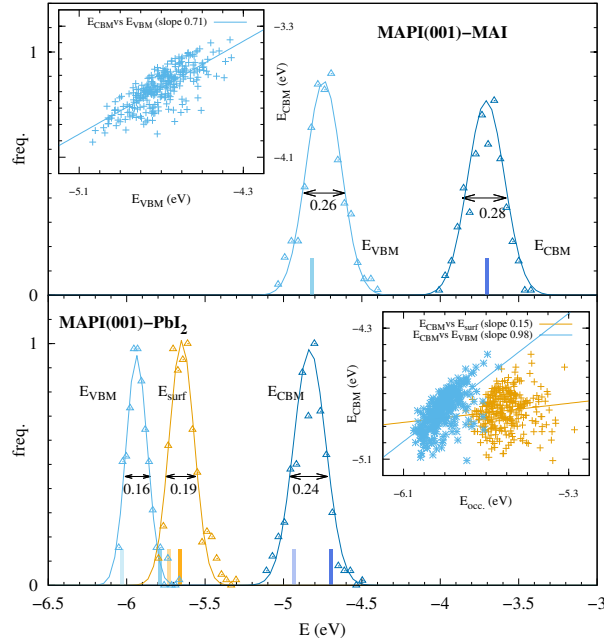 MAPI(001)−MAI
E_CBM vs E_VBM (slope 0.71)
−3.3
−4.1
E_CBM (eV)
−5.1
−4.3
E_VBM (eV)
1
freq.
0
0.26
0.28
E_VBM
E_CBM
MAPI(001)−PbI₂
E_CBM vs E_surf (slope 0.15)
E_CBM vs E_VBM (slope 0.98)
−4.3
−5.1
E_CBM (eV)
−6.1
−5.3
E_occ. (eV)
1
freq.
0
E_VBM
E_surf
E_CBM
0.16
0.19
0.24
−6.5
−6
−5.5
−5
−4.5
−4
−3.5
−3
E (eV)